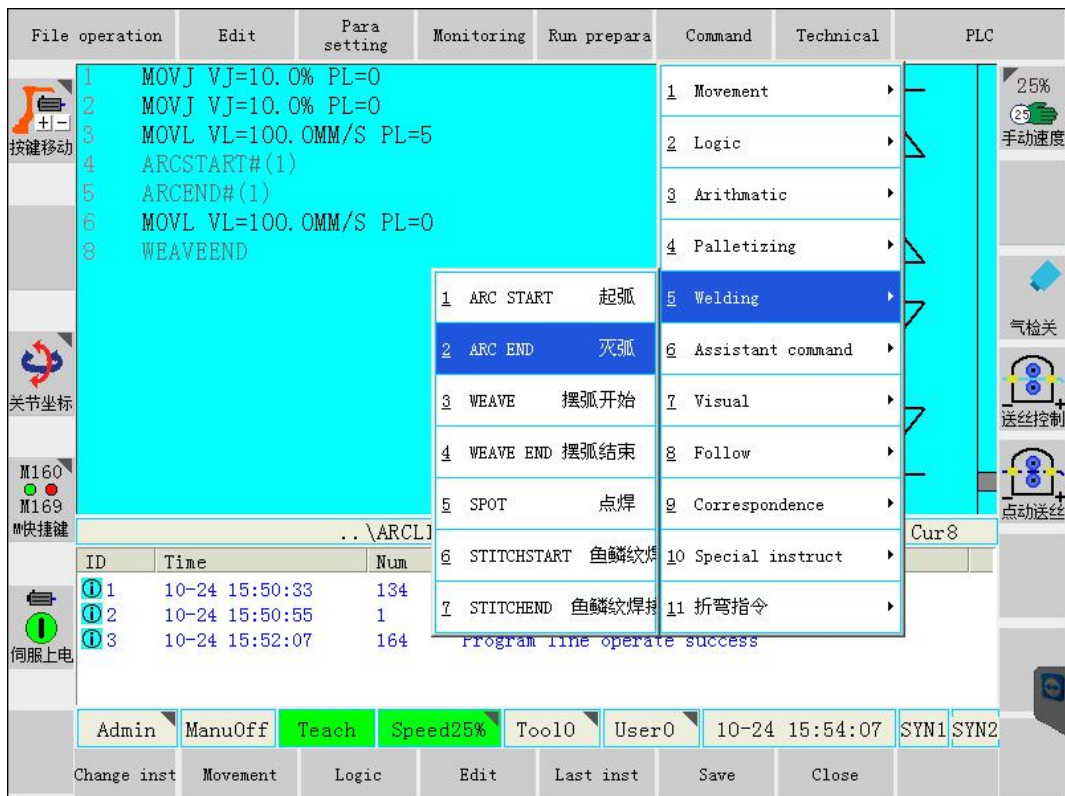 File operation
Edit
Para setting
Monitoring
Run prepara
Command
Technical
PLC
按键移动
关节坐标
M160
M169
M快捷键
伺服上电
1 MOVJ VJ=10.0% PL=0
2 MOVJ VJ=10.0% PL=0
3 MOVL VL=100.0MM/S PL=5
4 ARCSTART#(1)
5 ARCEND#(1)
6 MOVL VL=100.0MM/S PL=0
8 WEAVEEND
1 ARC START 起弧
2 ARC END 灭弧
3 WEAVE 摆弧开始
4 WEAVE END 摆弧结束
5 SPOT 点焊
6 STITCHSTART 鱼鳞纹焊
7 STITCHEND 鱼鳞纹焊接
1 Movement
2 Logic
3 Arithmatic
4 Palletizing
5 Welding
6 Assistant command
7 Visual
8 Follow
9 Correspondence
10 Special instruct
11 折弯指令
25%
25
手动速度
气检关
送丝控制
点动送丝
..\ARCL
Cur8
ID Time Num
1 10-24 15:50:33 134
2 10-24 15:50:55 1
3 10-24 15:52:07 164 Program line operate success
Admin ManuOff Teach Speed25% Tool0 User0 10-24 15:54:07 SYN1 SYN2
Change inst Movement Logic Edit Last inst Save Close